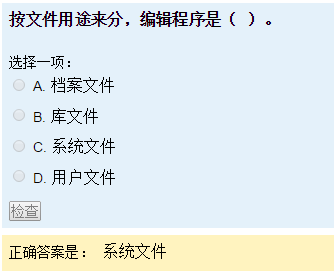 按文件用途来分，编辑程序是（ ）。
选择一项：
A. 档案文件
B. 库文件
C. 系统文件
D. 用户文件
检查
正确答案是： 系统文件